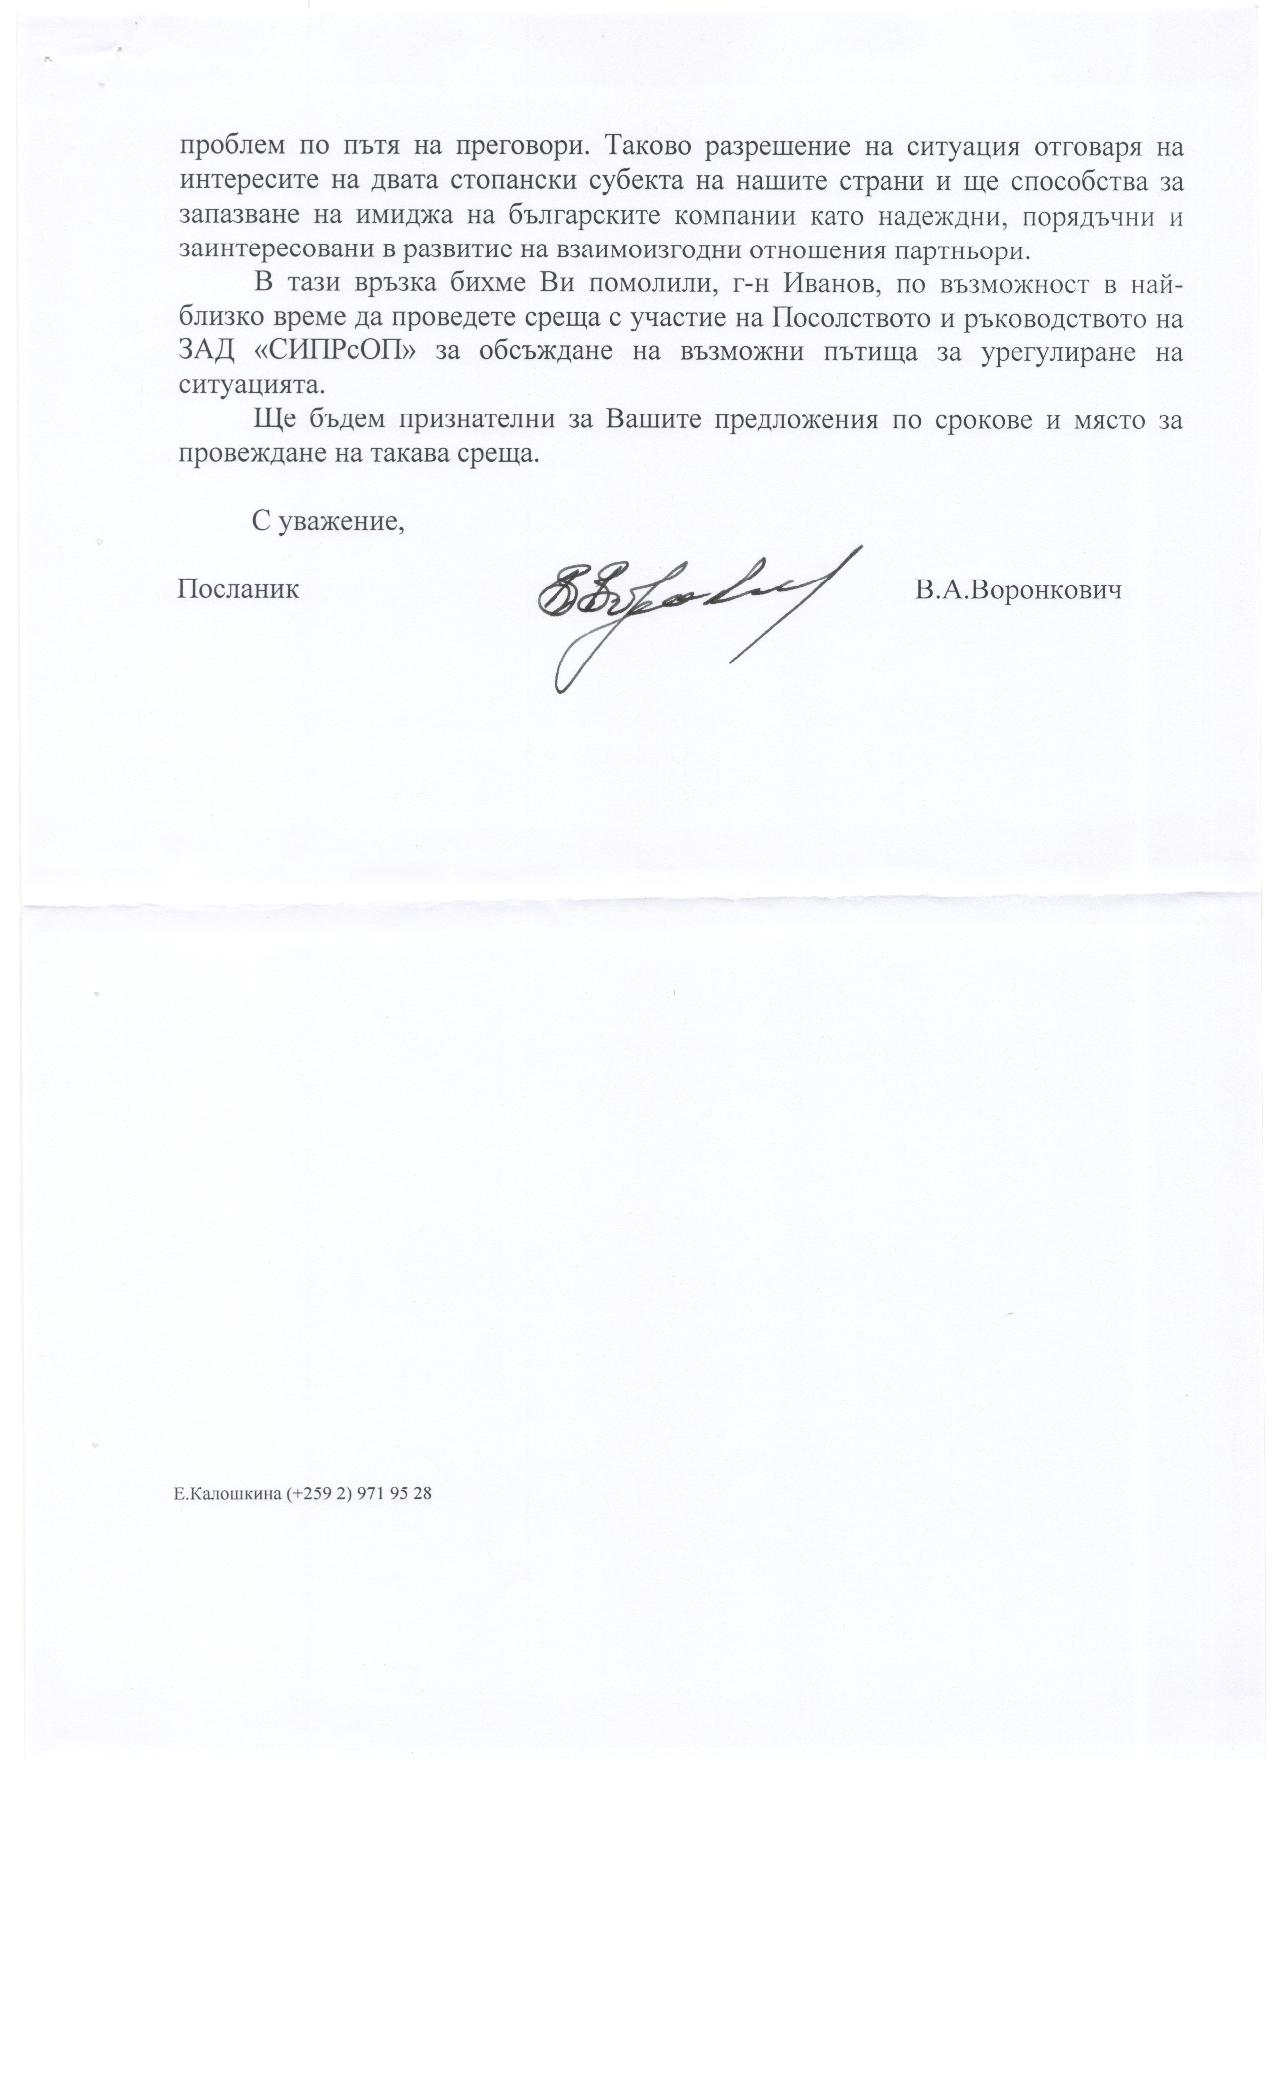 проблем по пътя на преговори. Таково разрешение на ситуация отговаря на
интересите на двата стопански субекта на нашите страни и ще способства за
запазване на имиджа на българските компании като надеждни, порядъчни и
заинтересовани в развитие на взаимоизгодни отношения партньори.
В тази връзка бихме Ви помолили, г-н Иванов, по възможност в най-
близко време да проведете среща с участие на Посолството и ръководството на
ЗАД «СИПРсОП» за обсъждане на възможни пътища за урегулиране на
ситуацията.
Ще бъдем признателни за Вашите предложения по срокове и място за
провеждане на такава среща.
С уважение,
Посланик В.А.Воронкович
Е.Калошкина (+259 2) 971 95 28